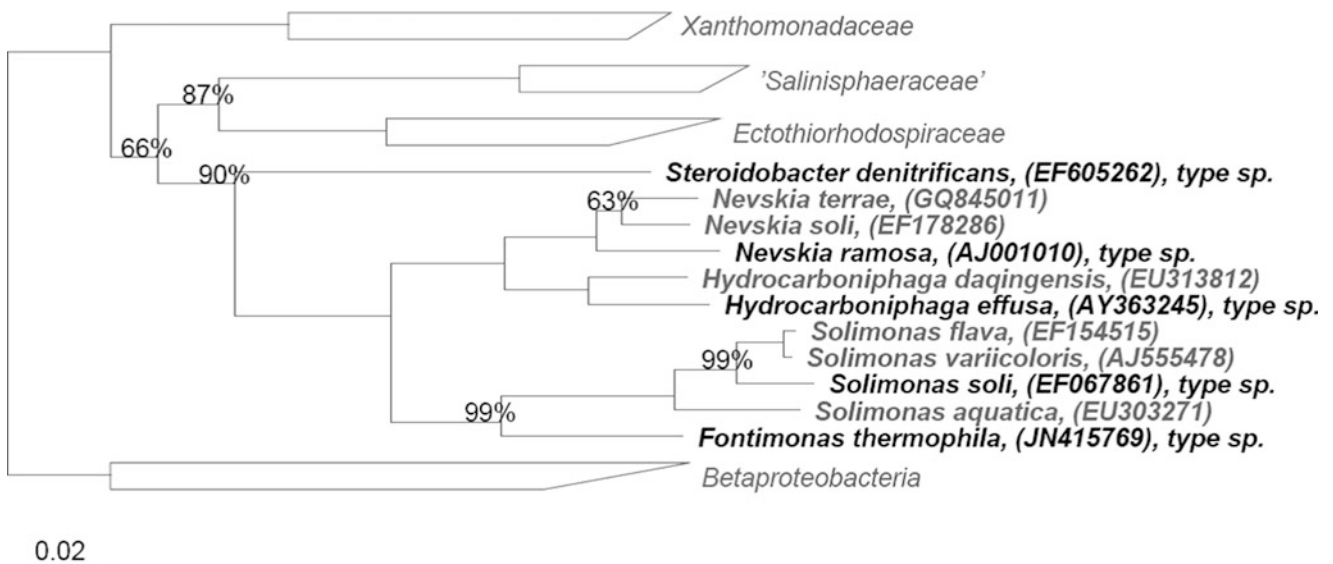 Xanthomonadaceae
'Salinisphaeraceae'
87%
Ectothiorhodospiraceae
66%
90%
Steroidobacter denitrificans, (EF605262), type sp.
63%
Nevskia terrae, (GQ845011)
Nevskia soli, (EF178286)
Nevskia ramosa, (AJ001010), type sp.
Hydrocarboniphaga daqingensis, (EU313812)
Hydrocarboniphaga effusa, (AY363245), type sp.
Solimonas flava, (EF154515)
99%
Solimonas variicoloris, (AJ555478)
Solimonas soli, (EF067861), type sp.
99%
Solimonas aquatica, (EU303271)
Fontimonas thermophila, (JN415769), type sp.
Betaproteobacteria
0.02